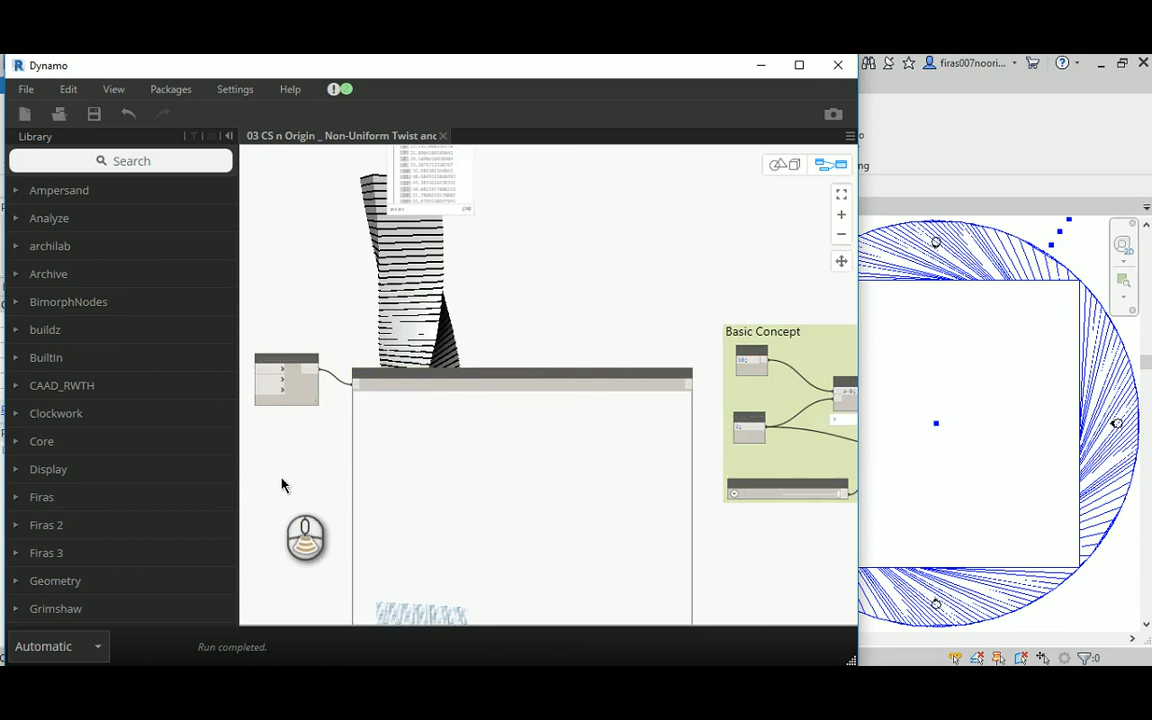 Dynamo
firas007noori...
File Edit View Packages Settings Help
Library
03 CS n Origin _ Non-Uniform Twist anc
Search
Ampersand
Analyze
archilab
Archive
BimorphNodes
buildz
BuiltIn
CAAD_RWTH
Clockwork
Core
Display
Firas
Firas 2
Firas 3
Geometry
Grimshaw
Basic Concept
Automatic
Run completed.
:0